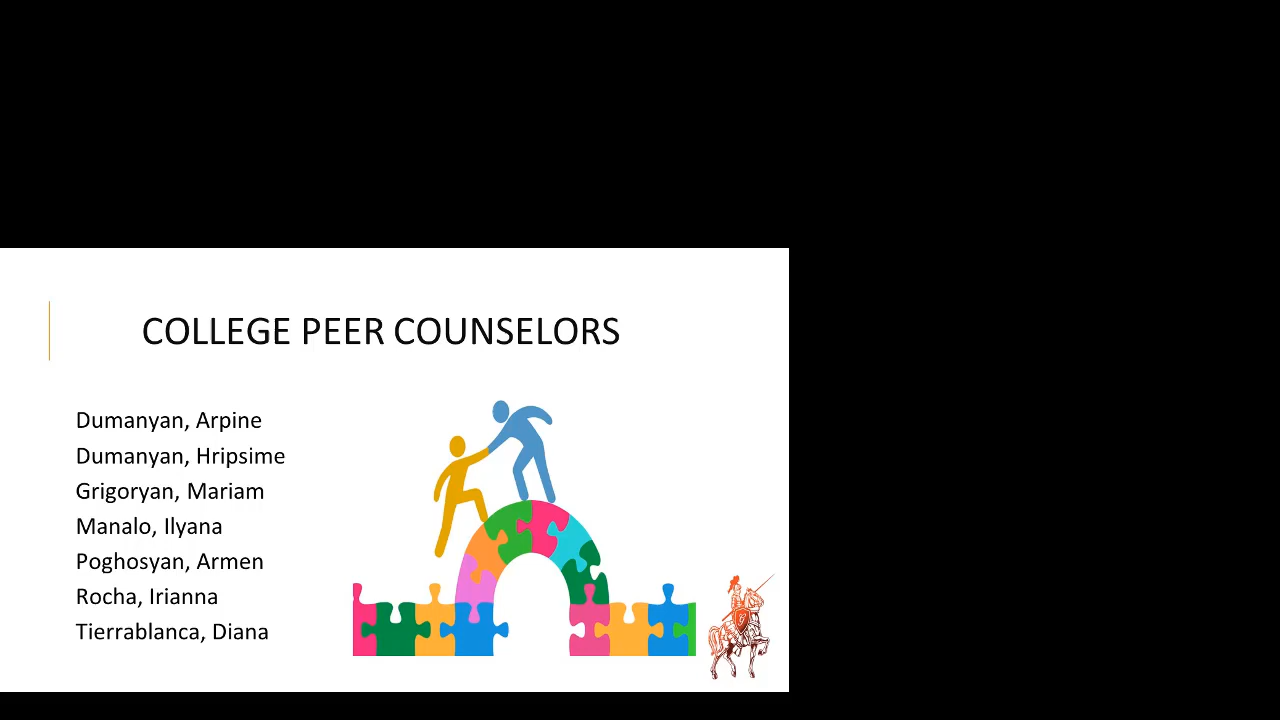 COLLEGE PEER COUNSELORS
Dumanyan, Arpine
Dumanyan, Hripsime
Grigoryan, Mariam
Manalo, Ilyana
Poghosyan, Armen
Rocha, Irianna
Tierrablanca, Diana